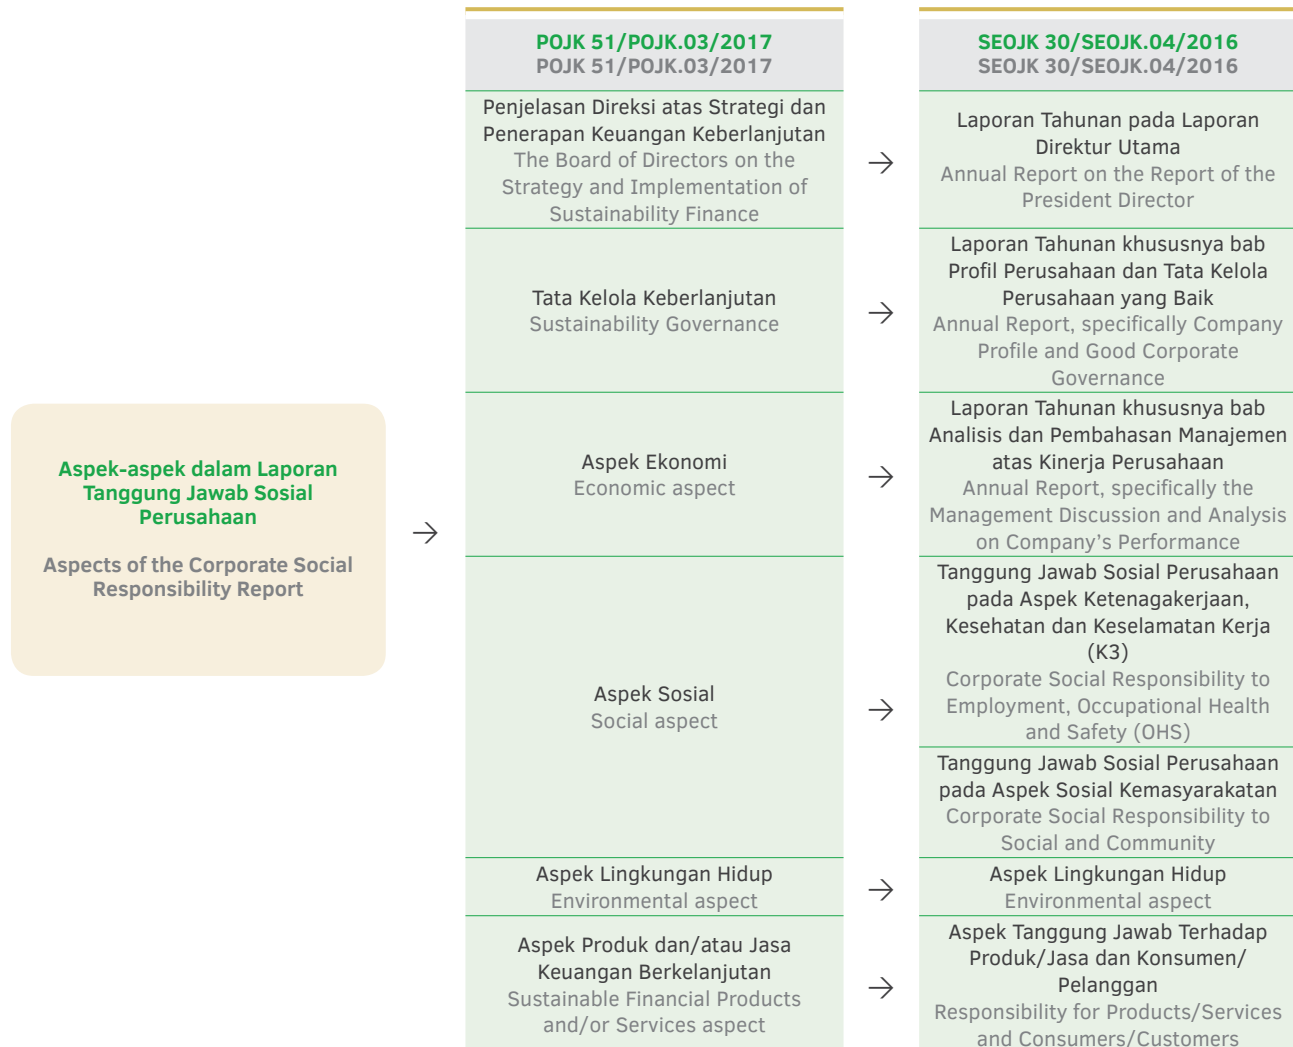 POJK 51/POJK.03/2017
POJK 51/POJK.03/2017
SEOJK 30/SEOJK.04/2016
SEOJK 30/SEOJK.04/2016
Aspek-aspek dalam Laporan
Tanggung Jawab Sosial
Perusahaan
Aspects of the Corporate Social
Responsibility Report
Penjelasan Direksi atas Strategi dan
Penerapan Keuangan Keberlanjutan
The Board of Directors on the
Strategy and Implementation of
Sustainability Finance
Laporan Tahunan pada Laporan
Direktur Utama
Annual Report on the Report of the
President Director
Tata Kelola Keberlanjutan
Sustainability Governance
Laporan Tahunan khususnya bab
Profil Perusahaan dan Tata Kelola
Perusahaan yang Baik
Annual Report, specifically Company
Profile and Good Corporate
Governance
Aspek Ekonomi
Economic aspect
Laporan Tahunan khususnya bab
Analisis dan Pembahasan Manajemen
atas Kinerja Perusahaan
Annual Report, specifically the
Management Discussion and Analysis
on Company's Performance
Aspek Sosial
Social aspect
Tanggung Jawab Sosial Perusahaan
pada Aspek Ketenagakerjaan,
Kesehatan dan Keselamatan Kerja
(K3)
Corporate Social Responsibility to
Employment, Occupational Health
and Safety (OHS)
Tanggung Jawab Sosial Perusahaan
pada Aspek Sosial Kemasyarakatan
Corporate Social Responsibility to
Social and Community
Aspek Lingkungan Hidup
Environmental aspect
Aspek Lingkungan Hidup
Environmental aspect
Aspek Produk dan/atau Jasa
Keuangan Berkelanjutan
Sustainable Financial Products
and/or Services aspect
Aspek Tanggung Jawab Terhadap
Produk/Jasa dan Konsumen/
Pelanggan
Responsibility for Products/Services
and Consumers/Customers